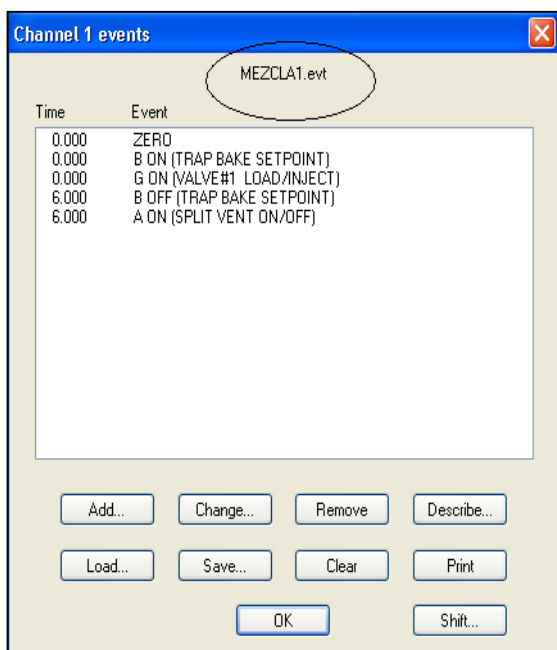 Channel 1 events
MEZCLA1.evt
Time Event
0.000 ZERO
0.000 B ON (TRAP BAKE SETPOINT)
0.000 G ON (VALVE#1 LOAD/INJECT)
6.000 B OFF (TRAP BAKE SETPOINT)
6.000 A ON (SPLIT VENT ON/OFF)
Add... Change... Remove Describe...
Load... Save... Clear Print
OK Shift...